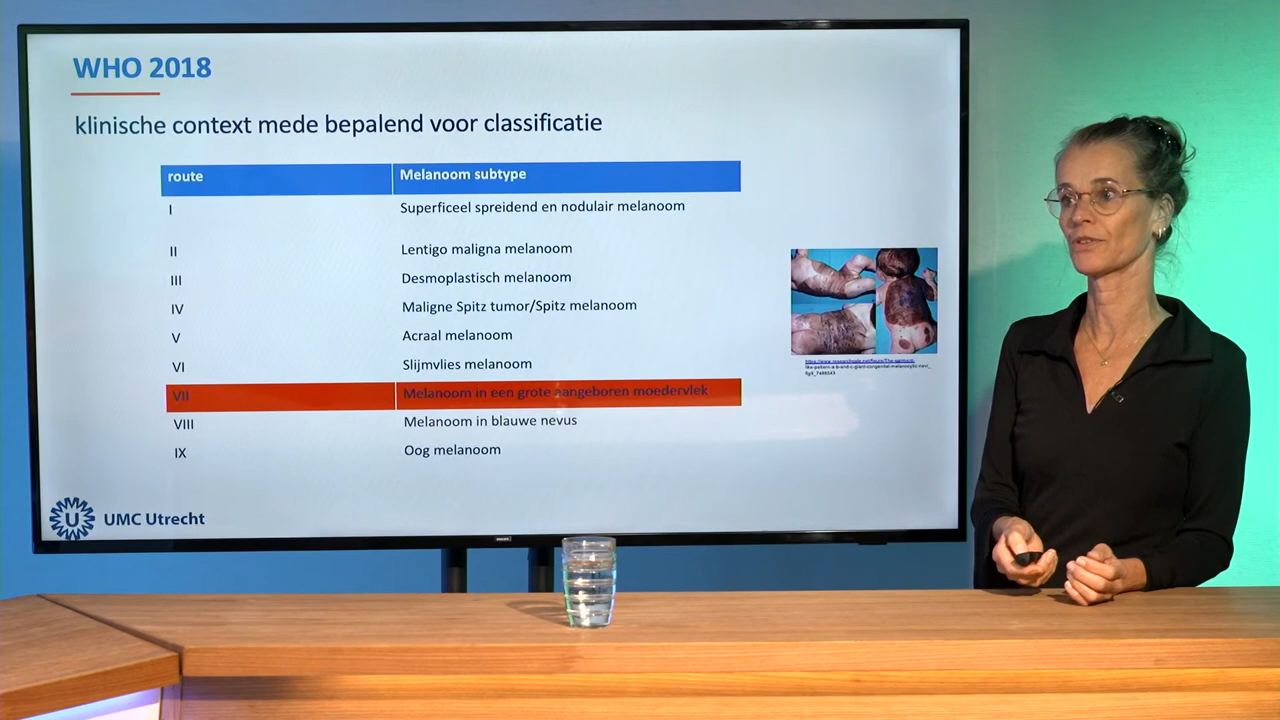 WHO 2018
klinische context mede bepalend voor classificatie
route Melanoom subtype
I Superficeel spreidend en nodulair melanoom
II Lentigo maligna melanoom
III Desmoplastisch melanoom
IV Maligne Spitz tumor/Spitz melanoom
V Acraal melanoom
VI Slijmvlies melanoom
VII Melanoom in een grote aangeboren moedervlek
VIII Melanoom in blauwe nevus
IX Oog melanoom
U UMC Utrecht
PHILIPS